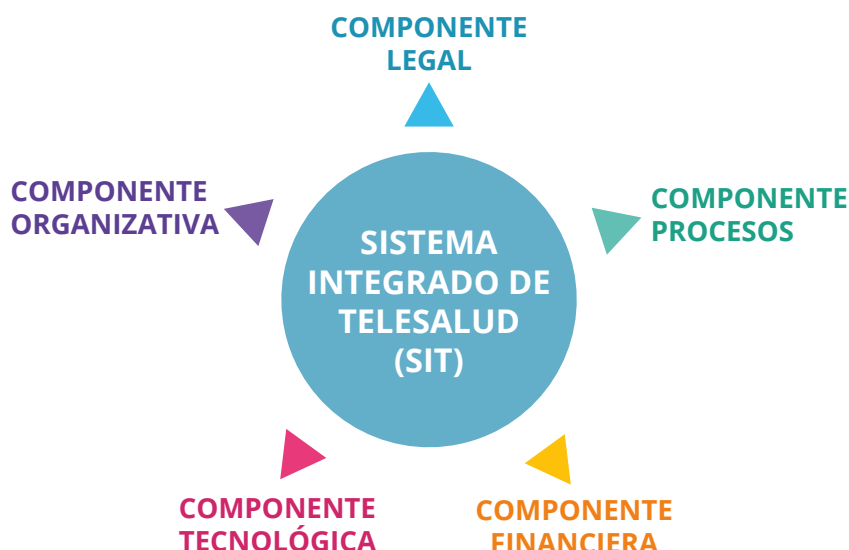 COMPONENTE
LEGAL
COMPONENTE
ORGANIZATIVA
COMPONENTE
PROCESOS
SISTEMA
INTEGRADO DE
TELESALUD
(SIT)
COMPONENTE
TECNOLÓGICA
COMPONENTE
FINANCIERA